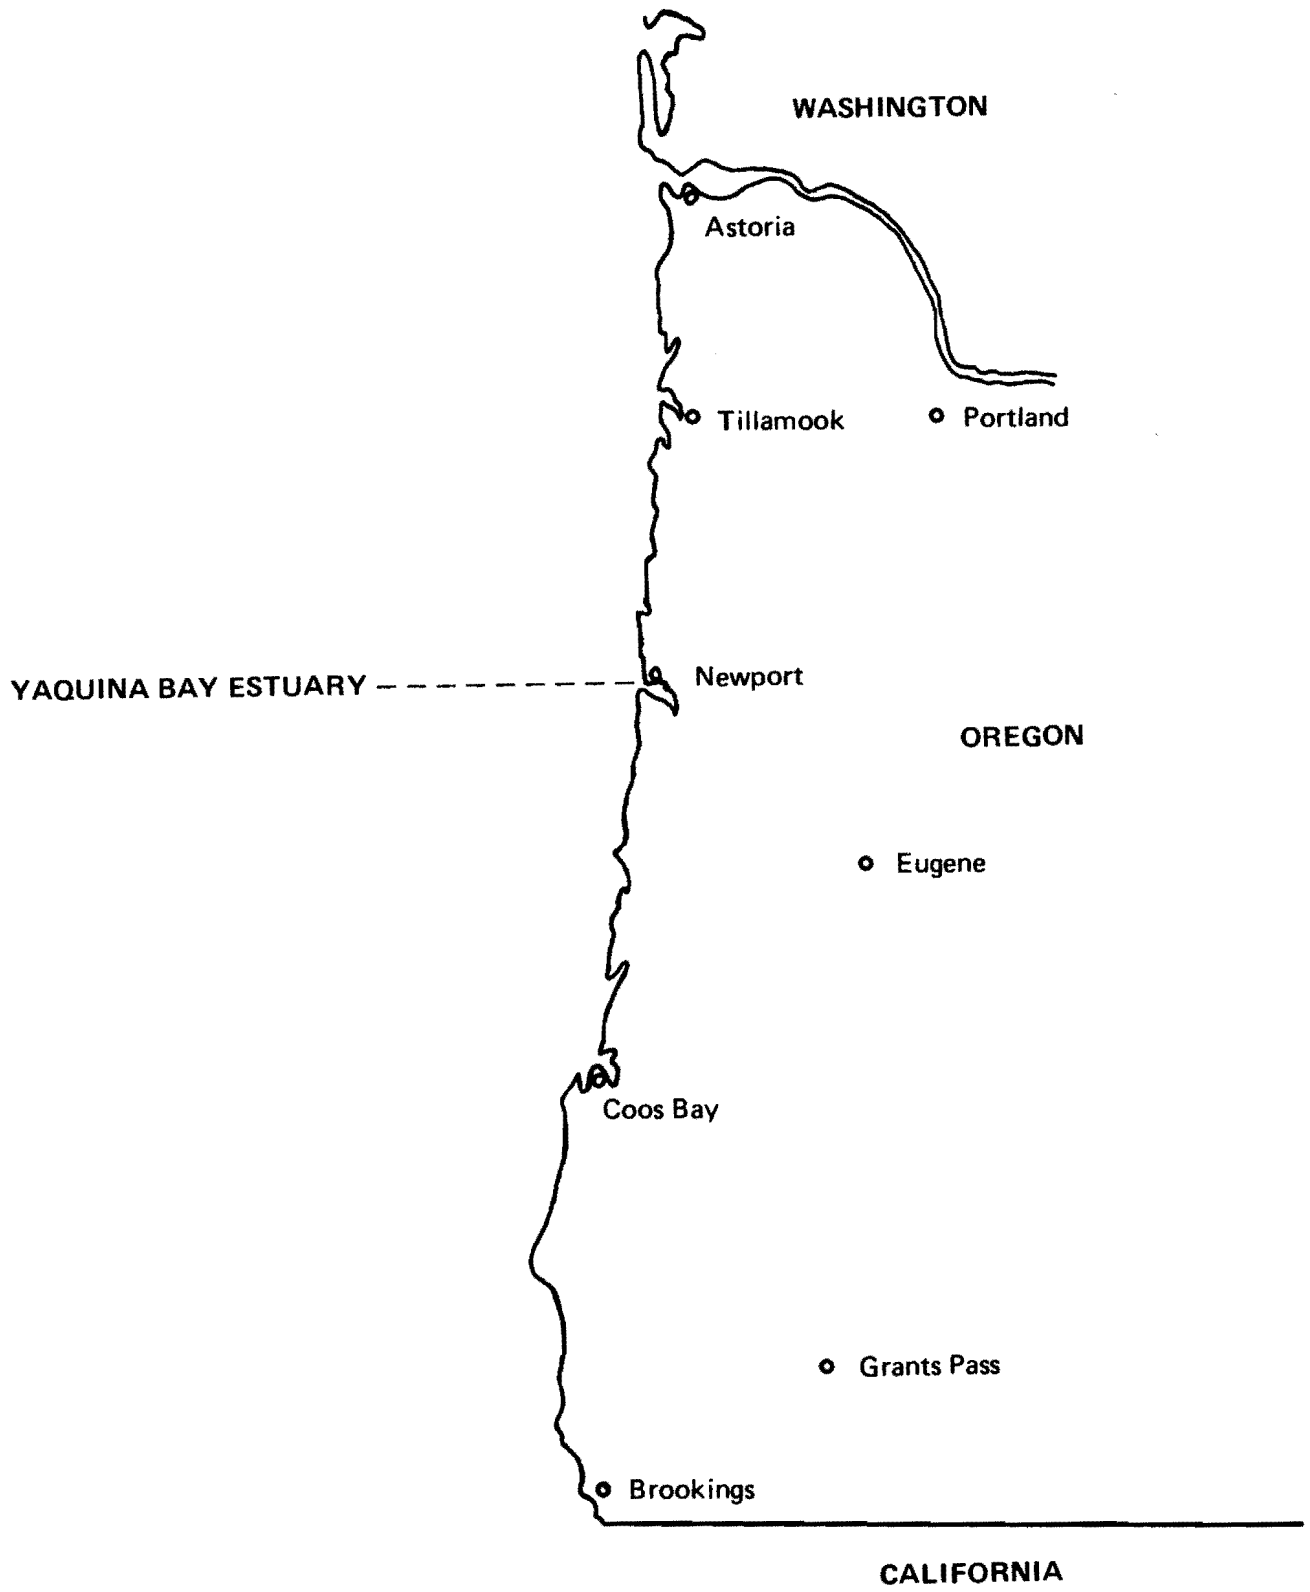 WASHINGTON
Astoria
Tillamook
Portland
Newport
YAQUINA BAY ESTUARY
OREGON
Eugene
Coos Bay
Grants Pass
Brookings
CALIFORNIA